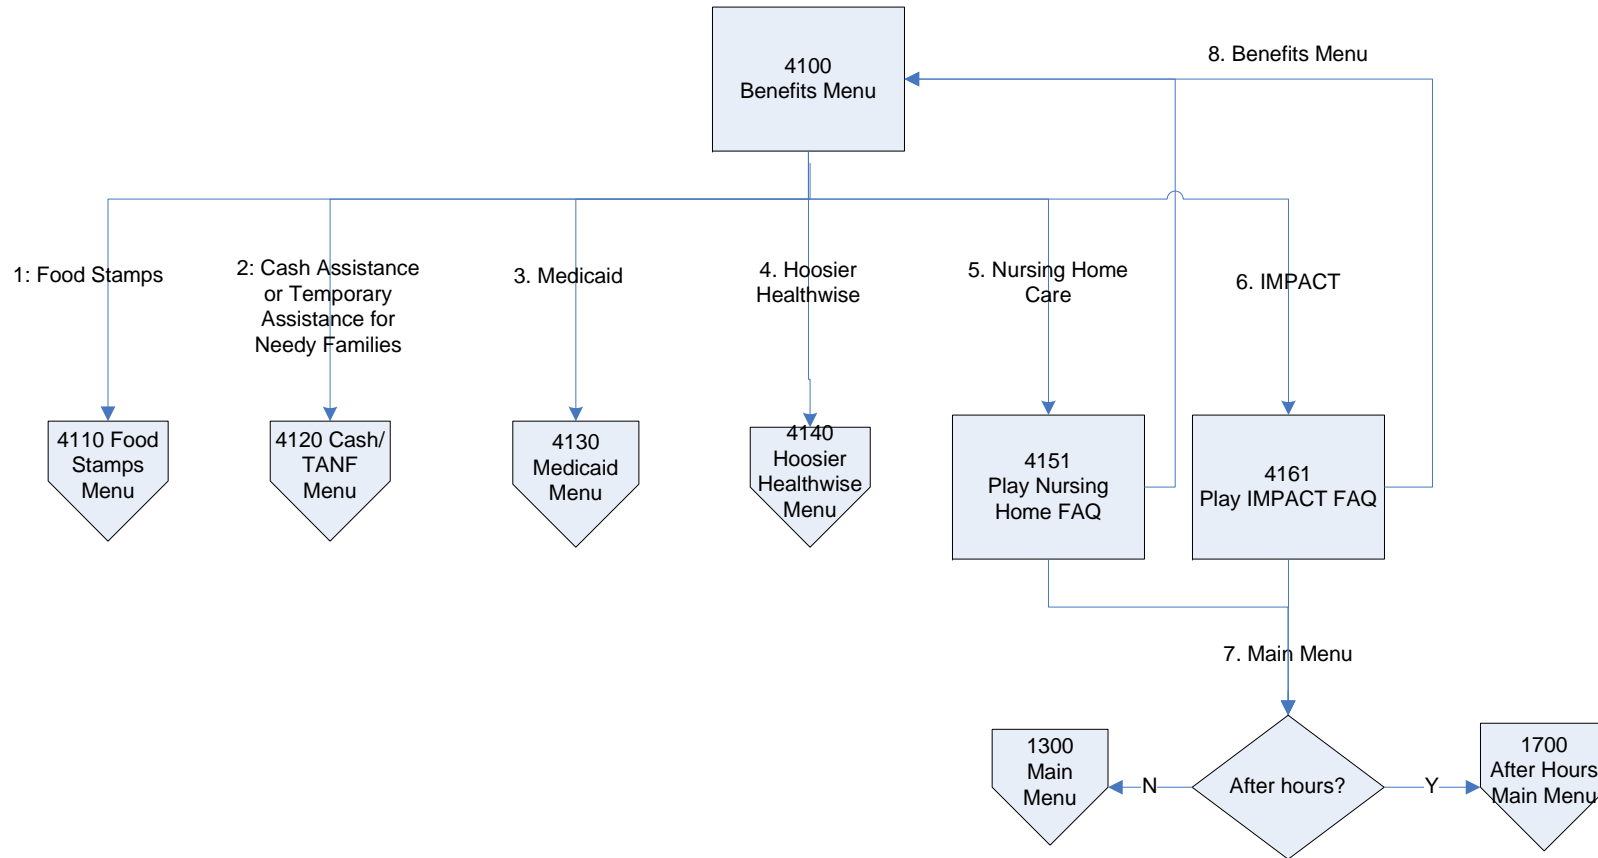 8. Benefits Menu
4100
Benefits Menu
1: Food Stamps
2: Cash Assistance
or Temporary
Assistance for
Needy Families
3. Medicaid
4. Hoosier
Healthwise
5. Nursing Home
Care
6. IMPACT
4110 Food
Stamps
Menu
4120 Cash/
TANF
Menu
4130
Medicaid
Menu
4140
Hoosier
Healthwise
Menu
4151
Play Nursing
Home FAQ
4161
Play IMPACT FAQ
7. Main Menu
1300
Main
Menu
N
After hours?
Y
1700
After Hours
Main Menu